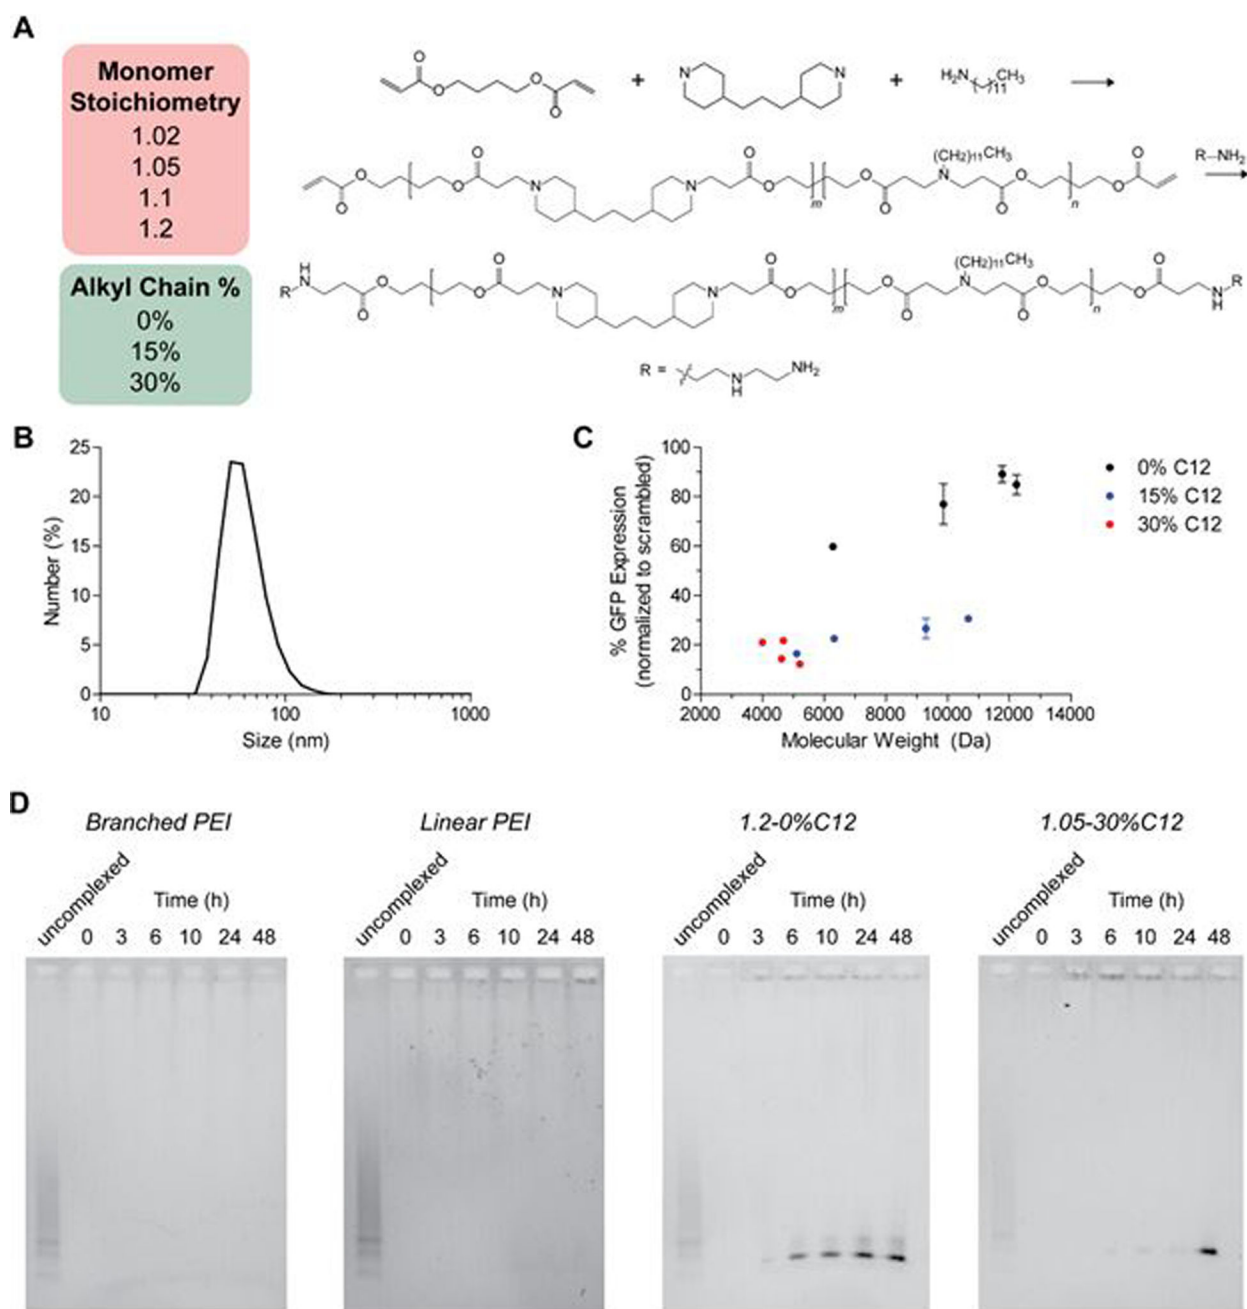 A
Monomer
Stoichiometry
1.02
1.05
1.1
1.2
Alkyl Chain %
0%
15%
30%
O
O
O
O
+
N
N
+
H2N
11
CH3
O
O
O
O
N
N
O
O
m
O
O
(CH2)11CH3
N
O
O
n
O
O
R–NH2
R
H
N
O
O
O
O
N
N
O
O
m
O
O
(CH2)11CH3
N
O
O
n
O
O
N
H
R
R =
N
H
NH2
B
Number (%)
25
20
15
10
5
0
10
100
1000
Size (nm)
C
% GFP Expression
(normalized to scrambled)
100
80
60
40
20
0
2000 4000 6000 8000 10000 12000 14000
Molecular Weight (Da)
0% C12
15% C12
30% C12
D
Branched PEI
uncomplexed
Time (h)
0 3 6 10 24 48
Linear PEI
uncomplexed
Time (h)
0 3 6 10 24 48
1.2-0%C12
uncomplexed
Time (h)
0 3 6 10 24 48
1.05-30%C12
uncomplexed
Time (h)
0 3 6 10 24 48